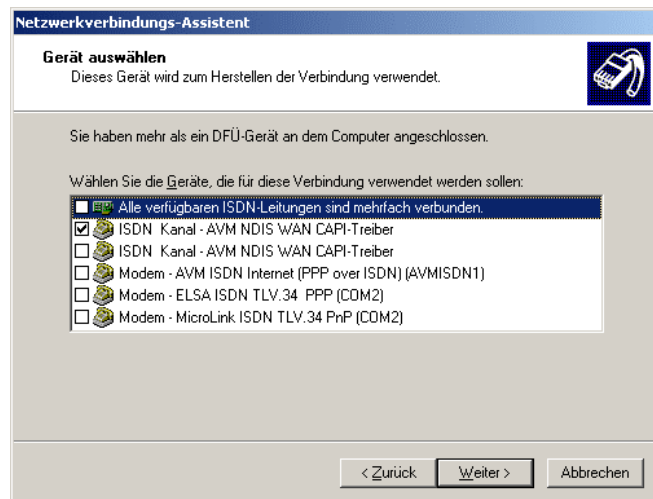 Netzwerkverbindungs-Assistent
Gerät auswählen
Dieses Gerät wird zum Herstellen der Verbindung verwendet.
Sie haben mehr als ein DFÜ-Gerät an dem Computer angeschlossen.
Wählen Sie die Geräte, die für diese Verbindung verwendet werden sollen:
Alle verfügbaren ISDN-Leitungen sind mehrfach verbunden.
ISDN Kanal - AVM NDIS WAN CAPI-Treiber
ISDN Kanal - AVM NDIS WAN CAPI-Treiber
Modem - AVM ISDN Internet (PPP over ISDN) (AVMISDN1)
Modem - ELSA ISDN TLV.34 PPP (COM2)
Modem - MicroLink ISDN TLV.34 PnP (COM2)
< Zurück Weiter > Abbrechen